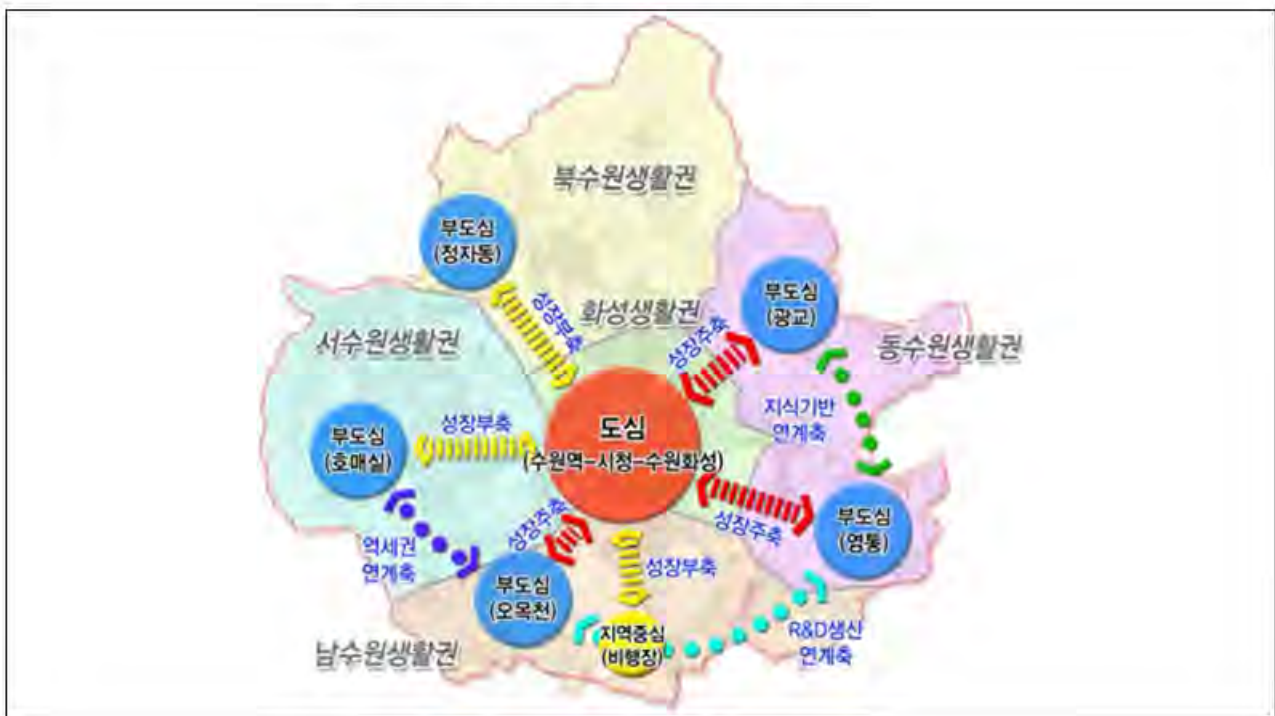 북수원생활권
부도심
(정자동)
성장부축
화성생활권
부도심
(광교)
성장주축
서수원생활권
동수원생활권
지식기반
연계축
도심
(수원역-시청-수원화성)
성장부축
부도심
(호매실)
부도심
(영통)
성장주축
성장주축
역세권
연계축
부도심
(오목천)
성장부축
지역중심
(비행장)
R&D생산
연계축
남수원생활권